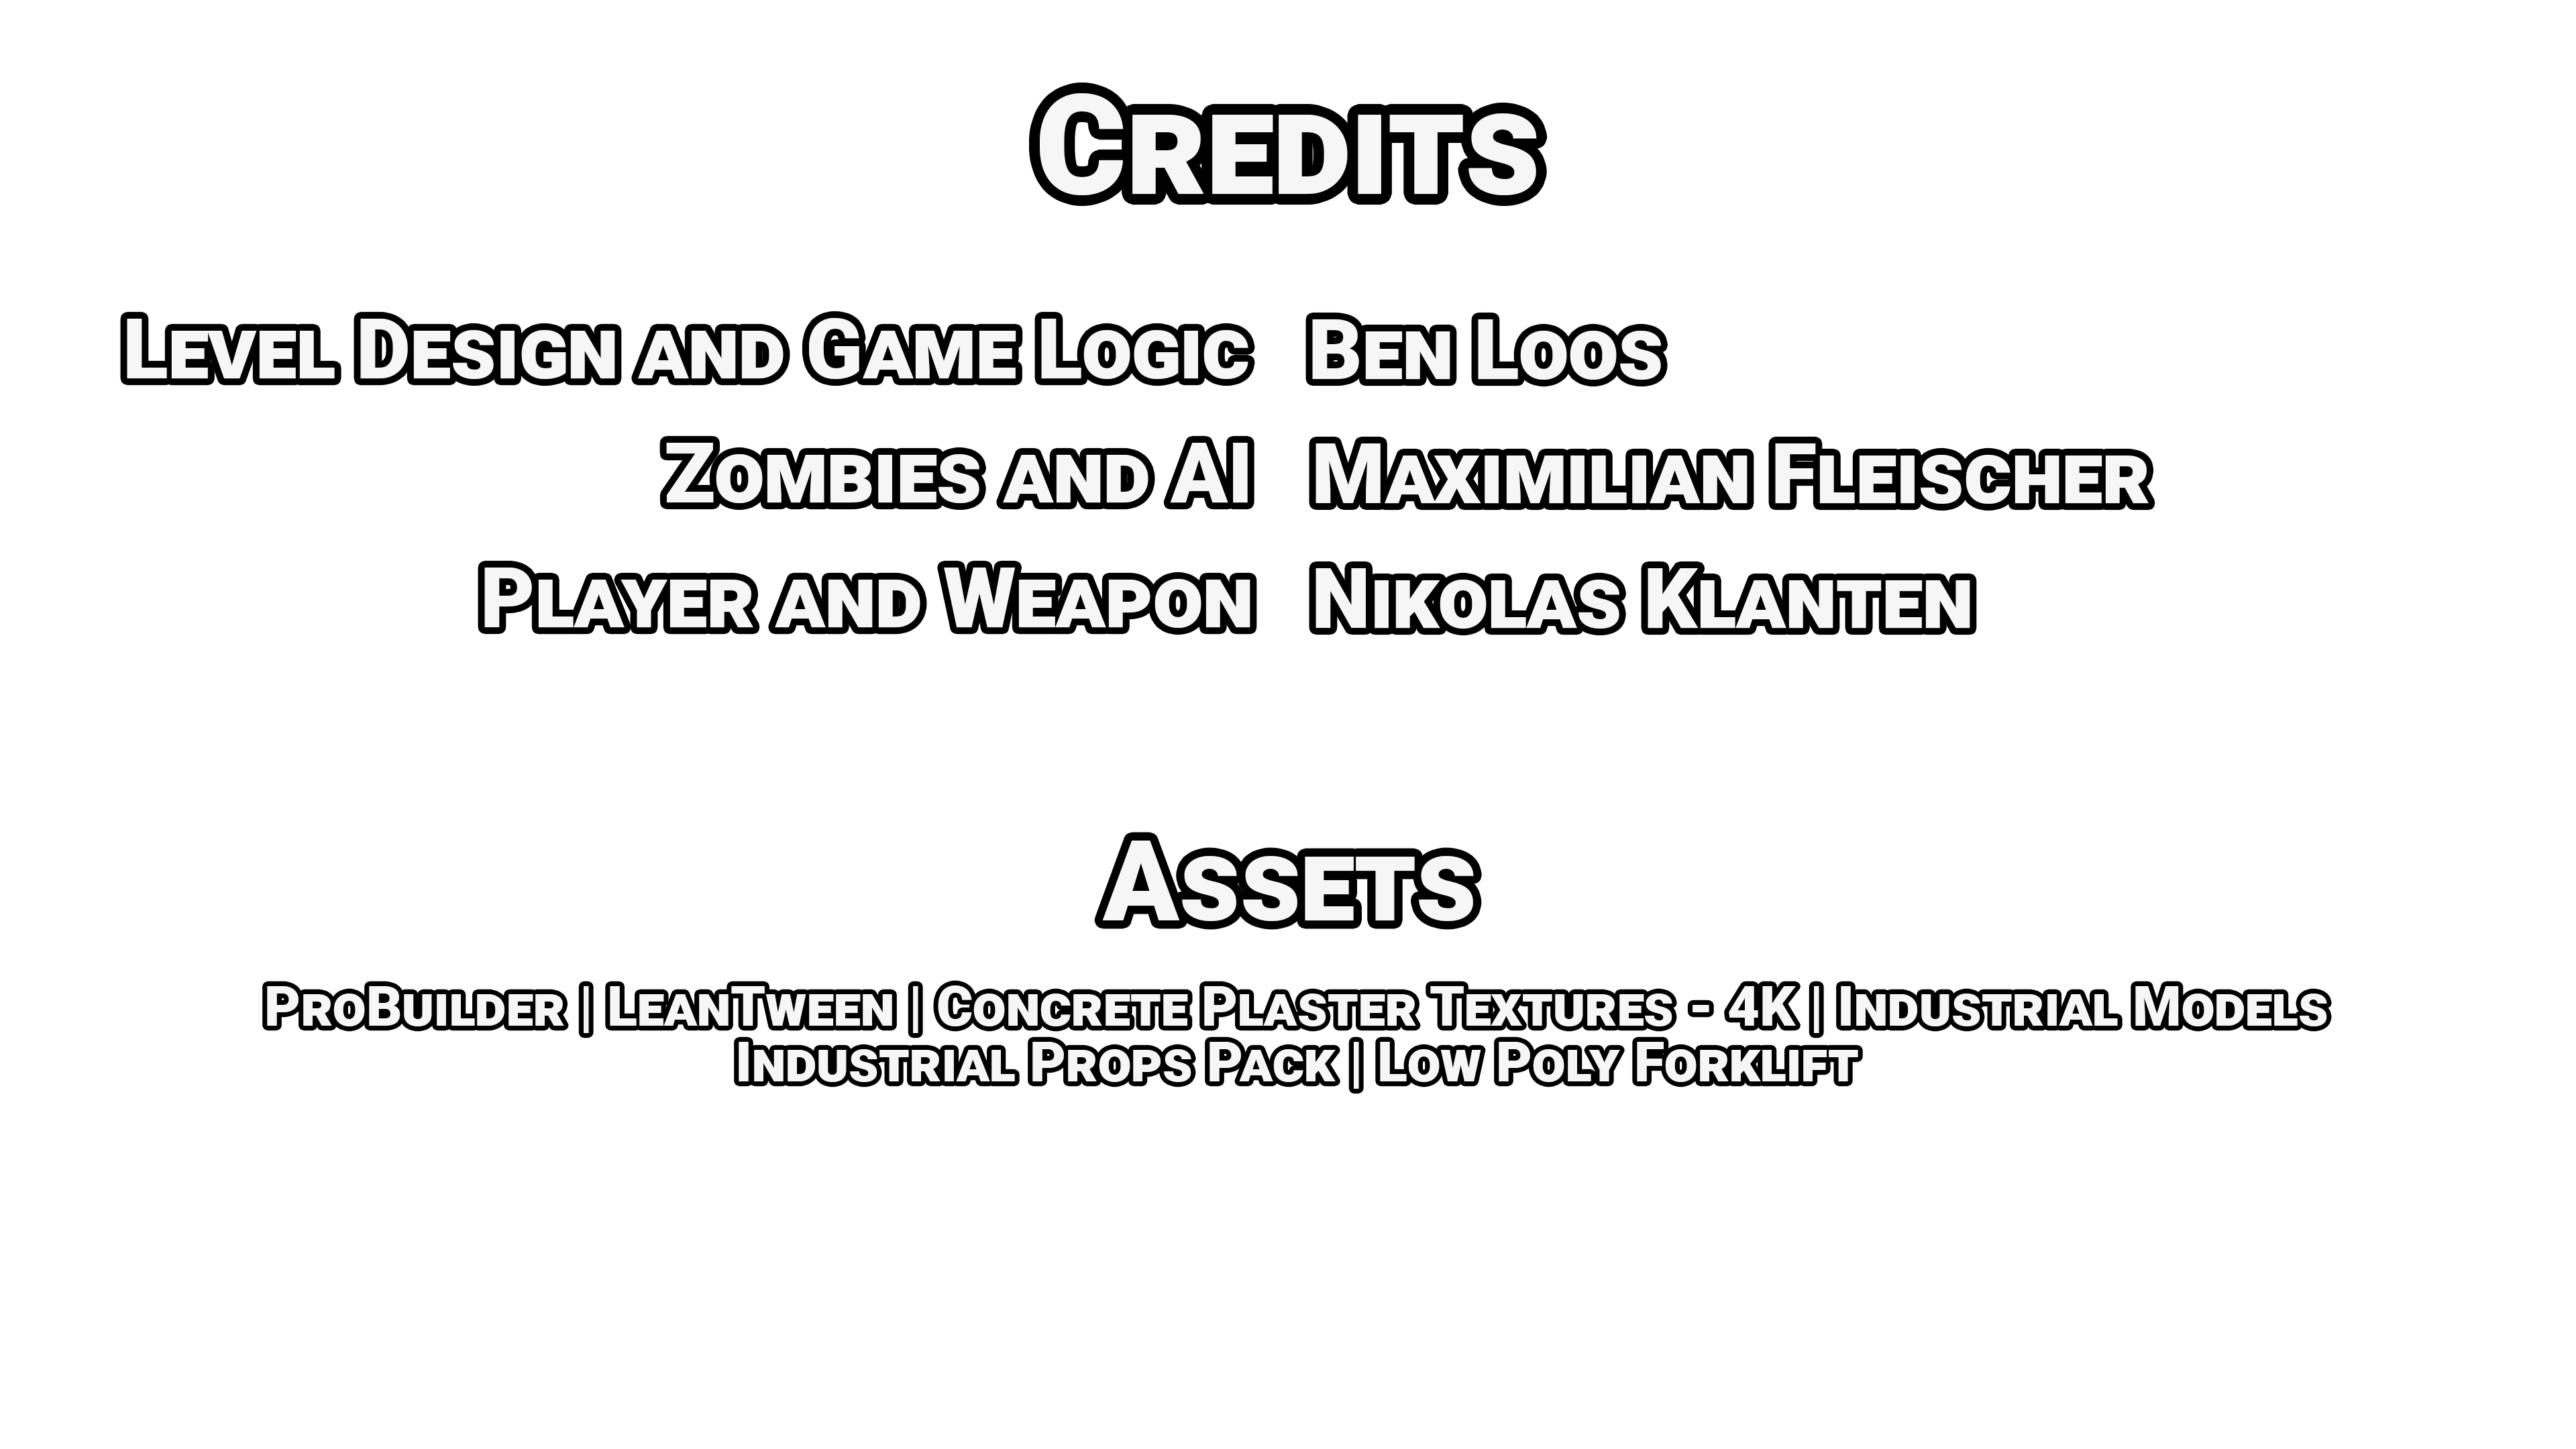 Credits
Level Design and Game Logic Ben Loos
Zombies and AI Maximilian Fleischer
Player and Weapon Nikolas Klanten
Assets
ProBuilder | LeanTween | Concrete Plaster Textures - 4K | Industrial Models
Industrial Props Pack | Low Poly Forklift